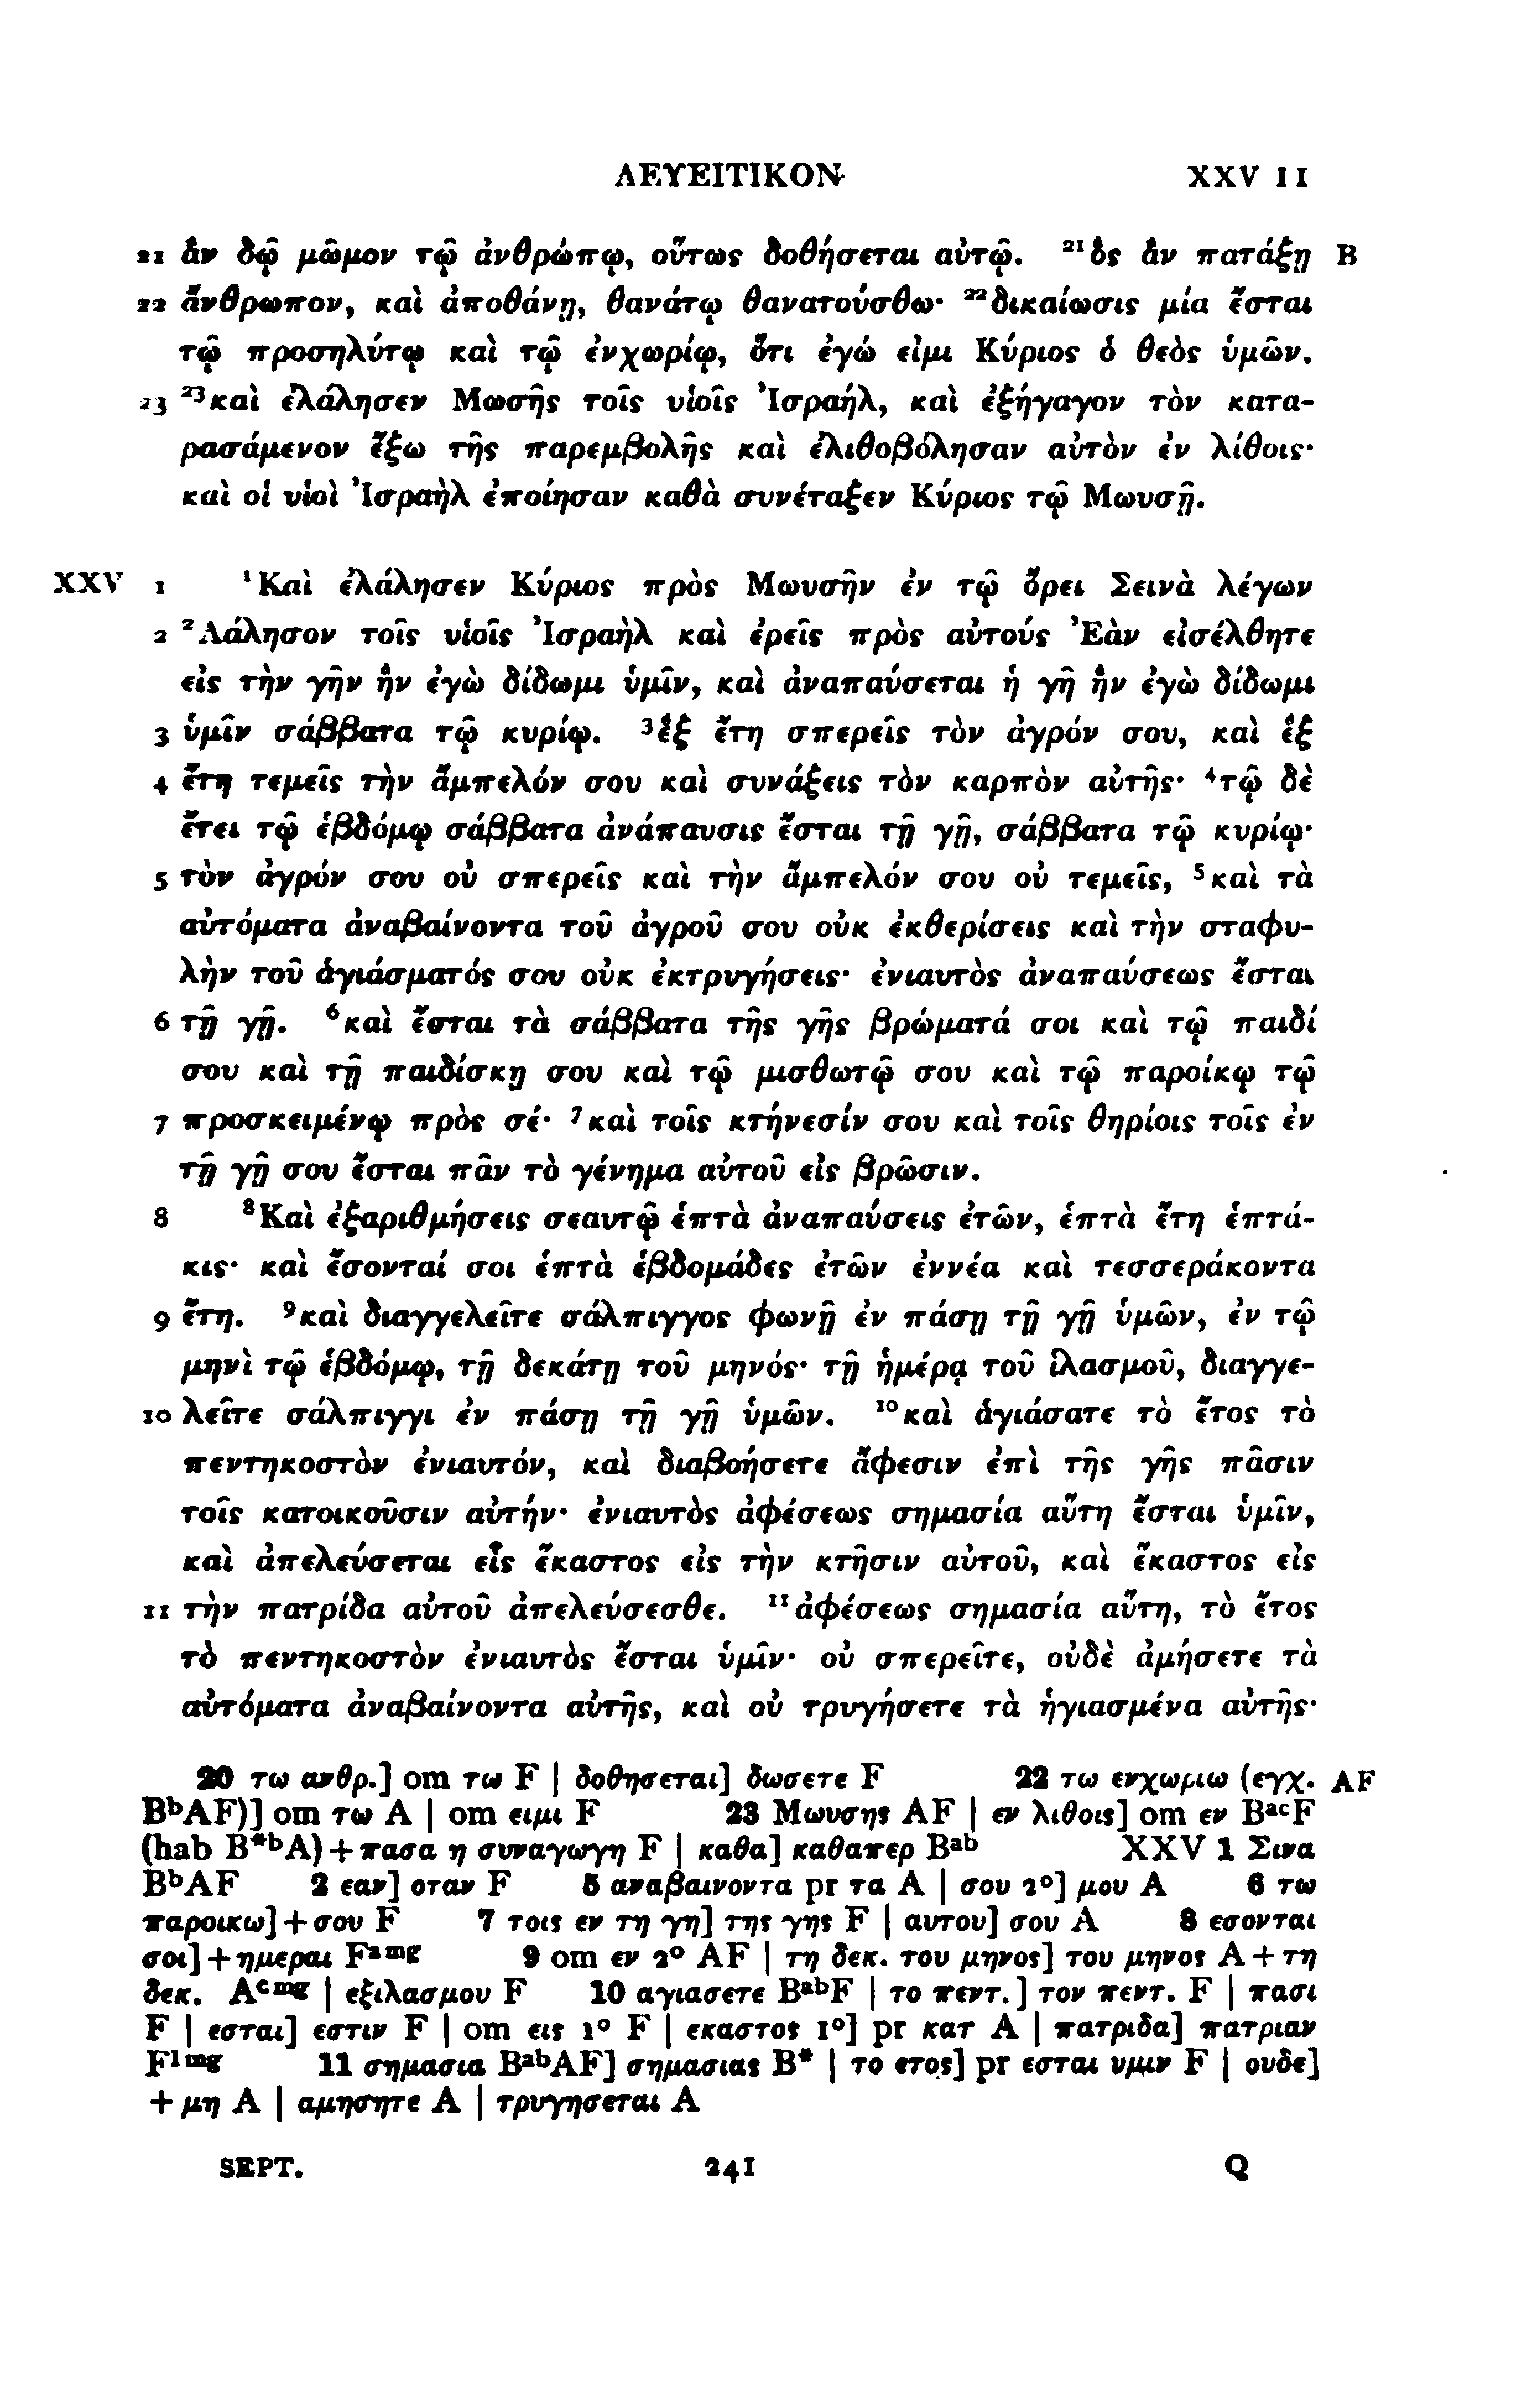 ΛΕΥΕΙΤΙΚΟΝ XXV 11
21 ἂν δῷ μῶμον τῷ ἀνθρώπῳ, οὕτως δοθήσεται αὐτῷ. ²¹ὃς ἂν πατάξῃ B
22 ἄνθρωπον, καὶ ἀποθάνῃ, θανάτῳ θανατούσθω· ²²δικαίωσις μία ἔσται
τῷ προσηλύτῳ καὶ τῷ ἐνχωρίῳ, ὅτι ἐγώ εἰμι Κύριος ὁ θεὸς ὑμῶν.
23 ²³καὶ ἐλάλησεν Μωσῆς τοῖς υἱοῖς Ἰσραήλ, καὶ ἐξήγαγον τὸν κατα-
ρασάμενον ἔξω τῆς παρεμβολῆς καὶ ἐλιθοβόλησαν αὐτὸν ἐν λίθοις·
καὶ οἱ υἱοὶ Ἰσραὴλ ἐποίησαν καθὰ συνέταξεν Κύριος τῷ Μωυσῇ.
XXV 1 ¹Καὶ ἐλάλησεν Κύριος πρὸς Μωυσῆν ἐν τῷ ὄρει Σεινὰ λέγων
2 ²Λάλησον τοῖς υἱοῖς Ἰσραὴλ καὶ ἐρεῖς πρὸς αὐτούς Ἐὰν εἰσέλθητε
εἰς τὴν γῆν ἣν ἐγὼ δίδωμι ὑμῖν, καὶ ἀναπαύσεται ἡ γῆ ἣν ἐγὼ δίδωμι
3 ὑμῖν σάββατα τῷ κυρίῳ. ³ἓξ ἔτη σπερεῖς τὸν ἀγρόν σου, καὶ ἓξ
4 ἔτη τεμεῖς τὴν ἄμπελόν σου καὶ συνάξεις τὸν καρπὸν αὐτῆς· ⁴τῷ δὲ
ἔτει τῷ ἑβδόμῳ σάββατα ἀνάπαυσις ἔσται τῇ γῇ, σάββατα τῷ κυρίῳ·
5 τὸν ἀγρόν σου οὐ σπερεῖς καὶ τὴν ἄμπελόν σου οὐ τεμεῖς, ⁵καὶ τὰ
αὐτόματα ἀναβαίνοντα τοῦ ἀγροῦ σου οὐκ ἐκθερίσεις καὶ τὴν σταφυ-
λὴν τοῦ ἁγιάσματός σου οὐκ ἐκτρυγήσεις· ἐνιαυτὸς ἀναπαύσεως ἔσται
6 τῇ γῇ. ⁶καὶ ἔσται τὰ σάββατα τῆς γῆς βρώματά σοι καὶ τῷ παιδί
σου καὶ τῇ παιδίσκῃ σου καὶ τῷ μισθωτῷ σου καὶ τῷ παροίκῳ τῷ
7 προσκειμένῳ πρὸς σέ· ⁷καὶ τοῖς κτήνεσίν σου καὶ τοῖς θηρίοις τοῖς ἐν
τῇ γῇ σου ἔσται πᾶν τὸ γένημα αὐτοῦ εἰς βρῶσιν.
8 ⁸Καὶ ἐξαριθμήσεις σεαυτῷ ἑπτὰ ἀναπαύσεις ἐτῶν, ἑπτὰ ἔτη ἑπτά-
κις· καὶ ἔσονταί σοι ἑπτὰ ἑβδομάδες ἐτῶν ἐννέα καὶ τεσσεράκοντα
9 ἔτη. ⁹καὶ διαγγελεῖτε σάλπιγγος φωνῇ ἐν πάσῃ τῇ γῇ ὑμῶν, ἐν τῷ
μηνὶ τῷ ἑβδόμῳ, τῇ δεκάτῃ τοῦ μηνός· τῇ ἡμέρᾳ τοῦ ἱλασμοῦ, διαγγε-
10 λεῖτε σάλπιγγι ἐν πάσῃ τῇ γῇ ὑμῶν. ¹⁰καὶ ἁγιάσατε τὸ ἔτος τὸ
πεντηκοστὸν ἐνιαυτόν, καὶ διαβοήσετε ἄφεσιν ἐπὶ τῆς γῆς πᾶσιν
τοῖς κατοικοῦσιν αὐτήν· ἐνιαυτὸς ἀφέσεως σημασία αὕτη ἔσται ὑμῖν,
καὶ ἀπελεύσεται εἷς ἕκαστος εἰς τὴν κτῆσιν αὐτοῦ, καὶ ἕκαστος εἰς
11 τὴν πατρίδα αὐτοῦ ἀπελεύσεσθε. ¹¹ἀφέσεως σημασία αὕτη, τὸ ἔτος
τὸ πεντηκοστὸν ἐνιαυτὸς ἔσται ὑμῖν· οὐ σπερεῖτε, οὐδὲ ἀμήσετε τὰ
αὐτόματα ἀναβαίνοντα αὐτῆς, καὶ οὐ τρυγήσετε τὰ ἡγιασμένα αὐτῆς·
20 τω ανθρ.] om τω F | δοθησεται] δωσετε F 22 τω ενχωριω (εγχ. AF
BᵇAF)] om τω A | om ειμι F 23 Μωυσης AF | εν λιθοις] om εν BᵃᶜF
(hab B*ᵇA) + πασα η συναγωγη F | καθα] καθαπερ Bᵃᵇ XXV 1 Σινα
BᵇAF 2 εαν] οταν F 5 αναβαινοντα pr τα A | σου 2°] μου A 6 τω
παροικω] + σου F 7 τοις εν τη γη] της γης F | αυτου] σου A 8 εσονται
σοι] + ημεραι Fᵃᵐᵍ 9 om εν 2° AF | τη δεκ. του μηνος] του μηνος A + τη
δεκ. Aᶜᵐᵍ | εξιλασμου F 10 αγιασετε BᵃᵇF | το πεντ.] τον πεντ. F | πασι
F | εσται] εστιν F | om εις 1° F | εκαστος 1°] pr κατ A | πατριδα] πατριαν
F¹ᵐᵍ 11 σημασια BᵃᵇAF] σημασιας B* | το ετος] pr εσται υμιν F | ουδε]
+ μη A | αμησητε A | τρυγησεται A
SEPT. 241 Q